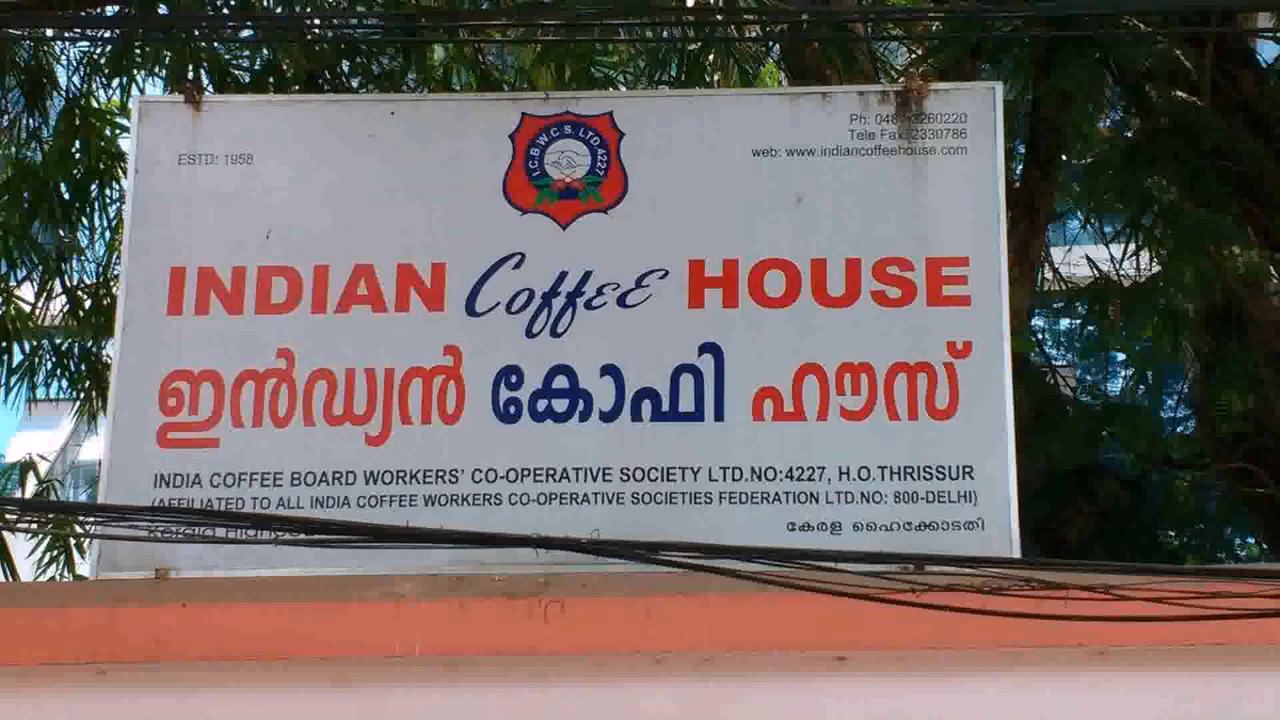 ESTD: 1958
I.C.B.W.C.S. LTD.4227
Ph: 2260220
Tele Fax: 2330786
web: www.indiancoffeehouse.com
INDIAN Coffee HOUSE
ഇൻഡ്യൻ കോഫി ഹൗസ്
INDIA COFFEE BOARD WORKERS' CO-OPERATIVE SOCIETY LTD.NO:4227, H.O.THRISSUR
(AFFILIATED TO ALL INDIA COFFEE WORKERS CO-OPERATIVE SOCIETIES FEDERATION LTD.NO: 800-DELHI)
Kerala
കേരള ഹൈക്കോടതി